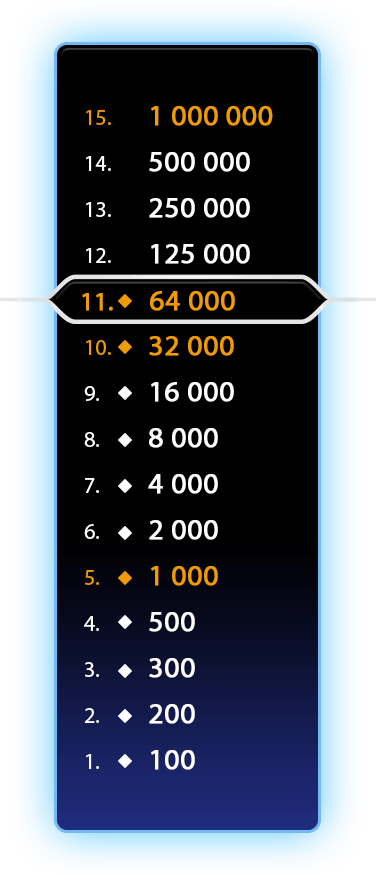 15. 1 000 000
14. 500 000
13. 250 000
12. 125 000
11. ◆ 64 000
10. ◆ 32 000
9. ◆ 16 000
8. ◆ 8 000
7. ◆ 4 000
6. ◆ 2 000
5. ◆ 1 000
4. ◆ 500
3. ◆ 300
2. ◆ 200
1. ◆ 100